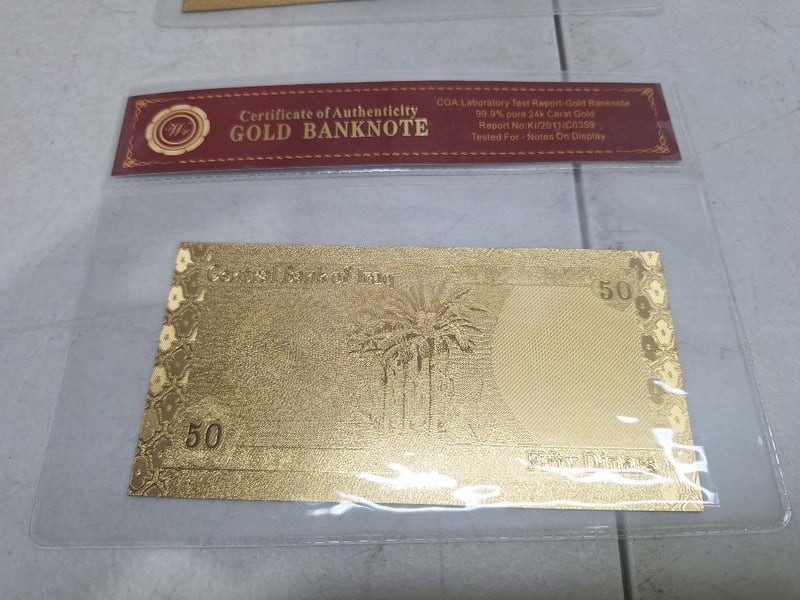 Certificate of Authenticity
GOLD BANKNOTE
COA:Laboratory Test Report-Gold Banknote
99.9% pure 24k Carat Gold
Report No:KI/2011(C0359
Tested For - Notes On Display
Central Bank of Iraq
50
50
Fifty Dinars